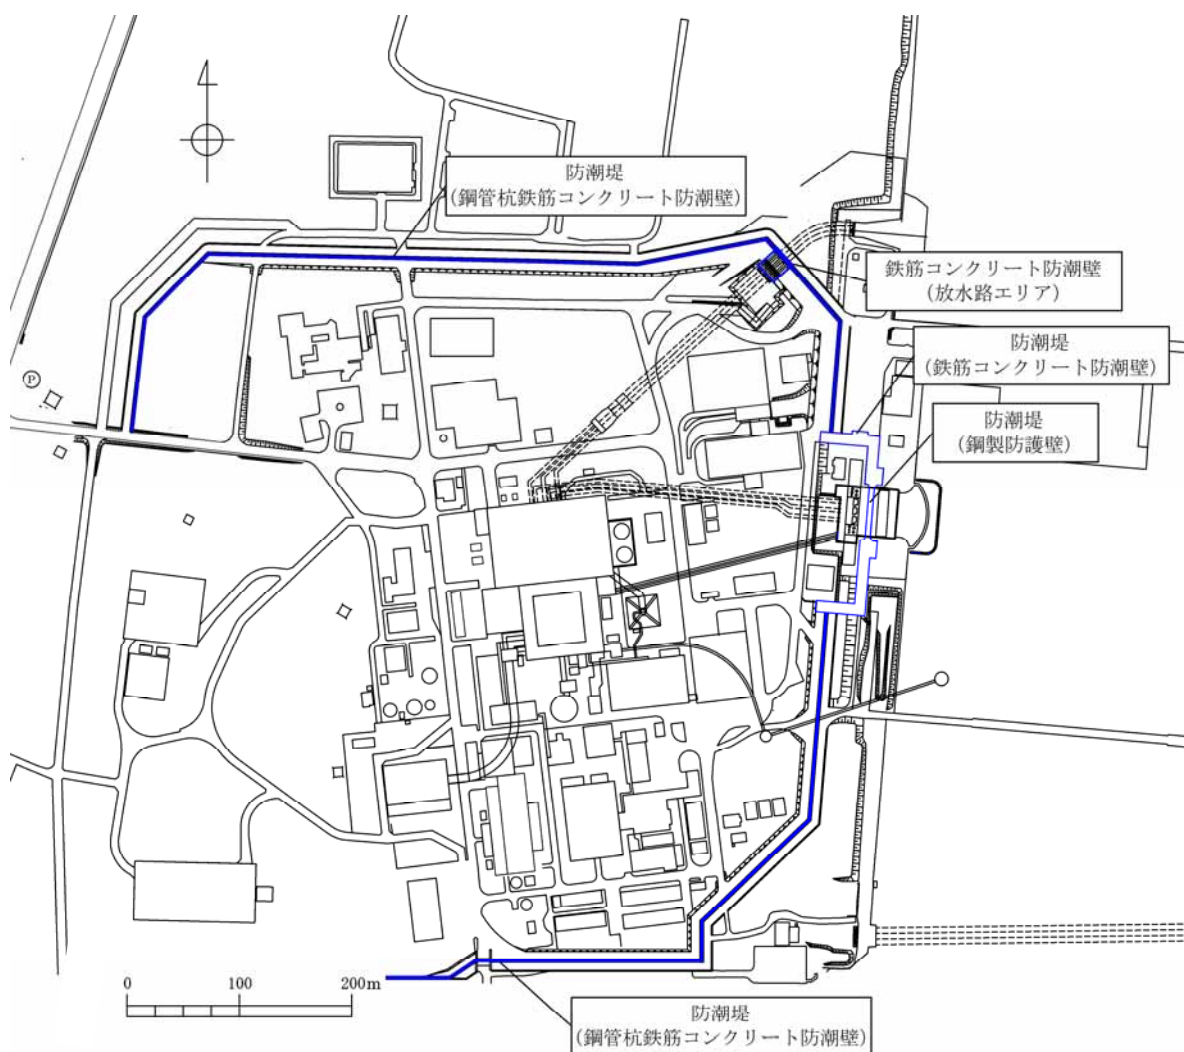 防潮堤
(鋼管杭鉄筋コンクリート防潮壁)
鉄筋コンクリート防潮壁
(放水路エリア)
防潮堤
(鉄筋コンクリート防潮壁)
防潮堤
(鋼製防護壁)
P
0
100
200m
防潮堤
(鋼管杭鉄筋コンクリート防潮壁)